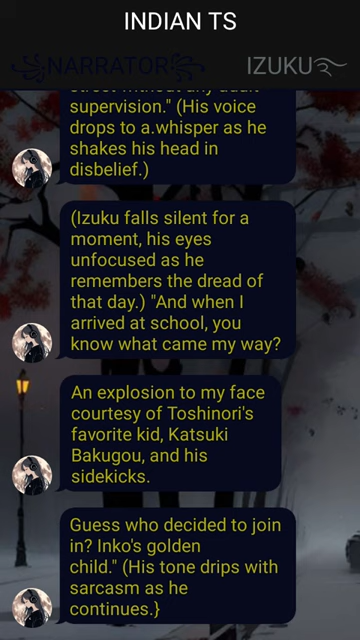 INDIAN TS
NARRATOR
IZUKU
street without any adult
supervision." (His voice
drops to a.whisper as he
shakes his head in
disbelief.)
(Izuku falls silent for a
moment, his eyes
unfocused as he
remembers the dread of
that day.) "And when I
arrived at school, you
know what came my way?
An explosion to my face
courtesy of Toshinori's
favorite kid, Katsuki
Bakugou, and his
sidekicks.
Guess who decided to join
in? Inko's golden
child." (His tone drips with
sarcasm as he
continues.}